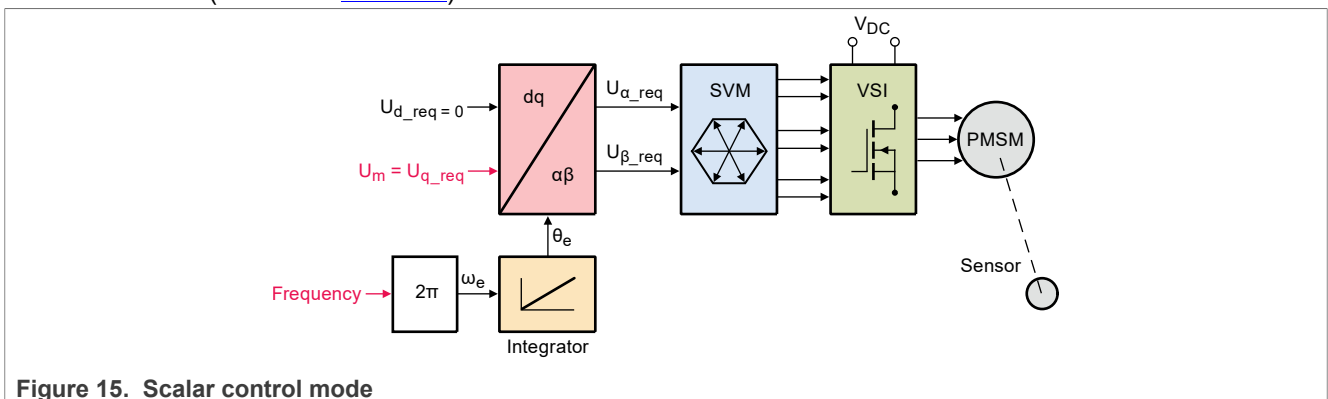 V_DC
dq
U_α_req
SVM
VSI
U_d_req = 0
PMSM
U_β_req
U_m = U_q_req
αβ
θ_e
Sensor
ω_e
Frequency
2π
Integrator
Figure 15. Scalar control mode